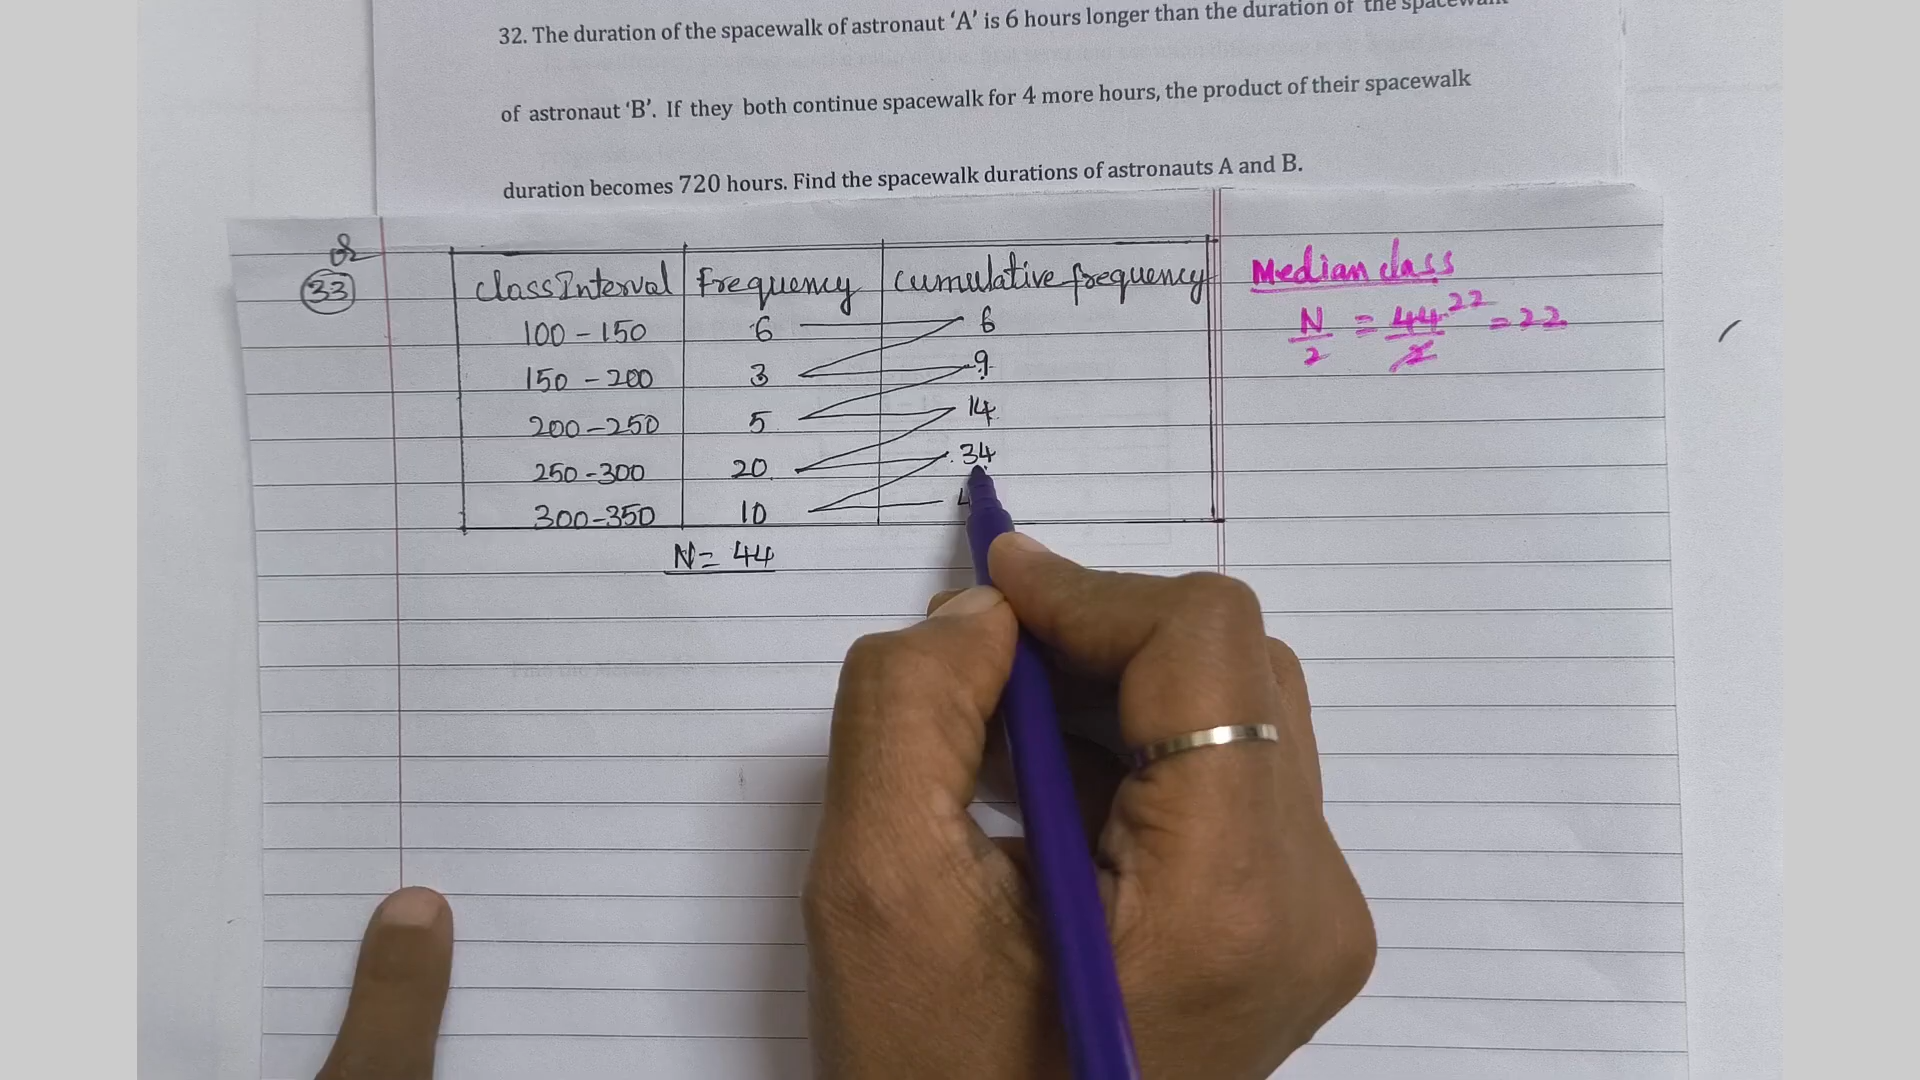 32. The duration of the spacewalk of astronaut ‘A’ is 6 hours longer than the duration of the spacewalk
of astronaut ‘B’. If they both continue spacewalk for 4 more hours, the product of their spacewalk
duration becomes 720 hours. Find the spacewalk durations of astronauts A and B.
33
class Interval frequency cumulative frequency
100 - 150 6 6
150 - 200 3 9
200 - 250 5 14
250 - 300 20 34
300 - 350 10
N = 44
Median class
N/2 = 44/2 22 = 22